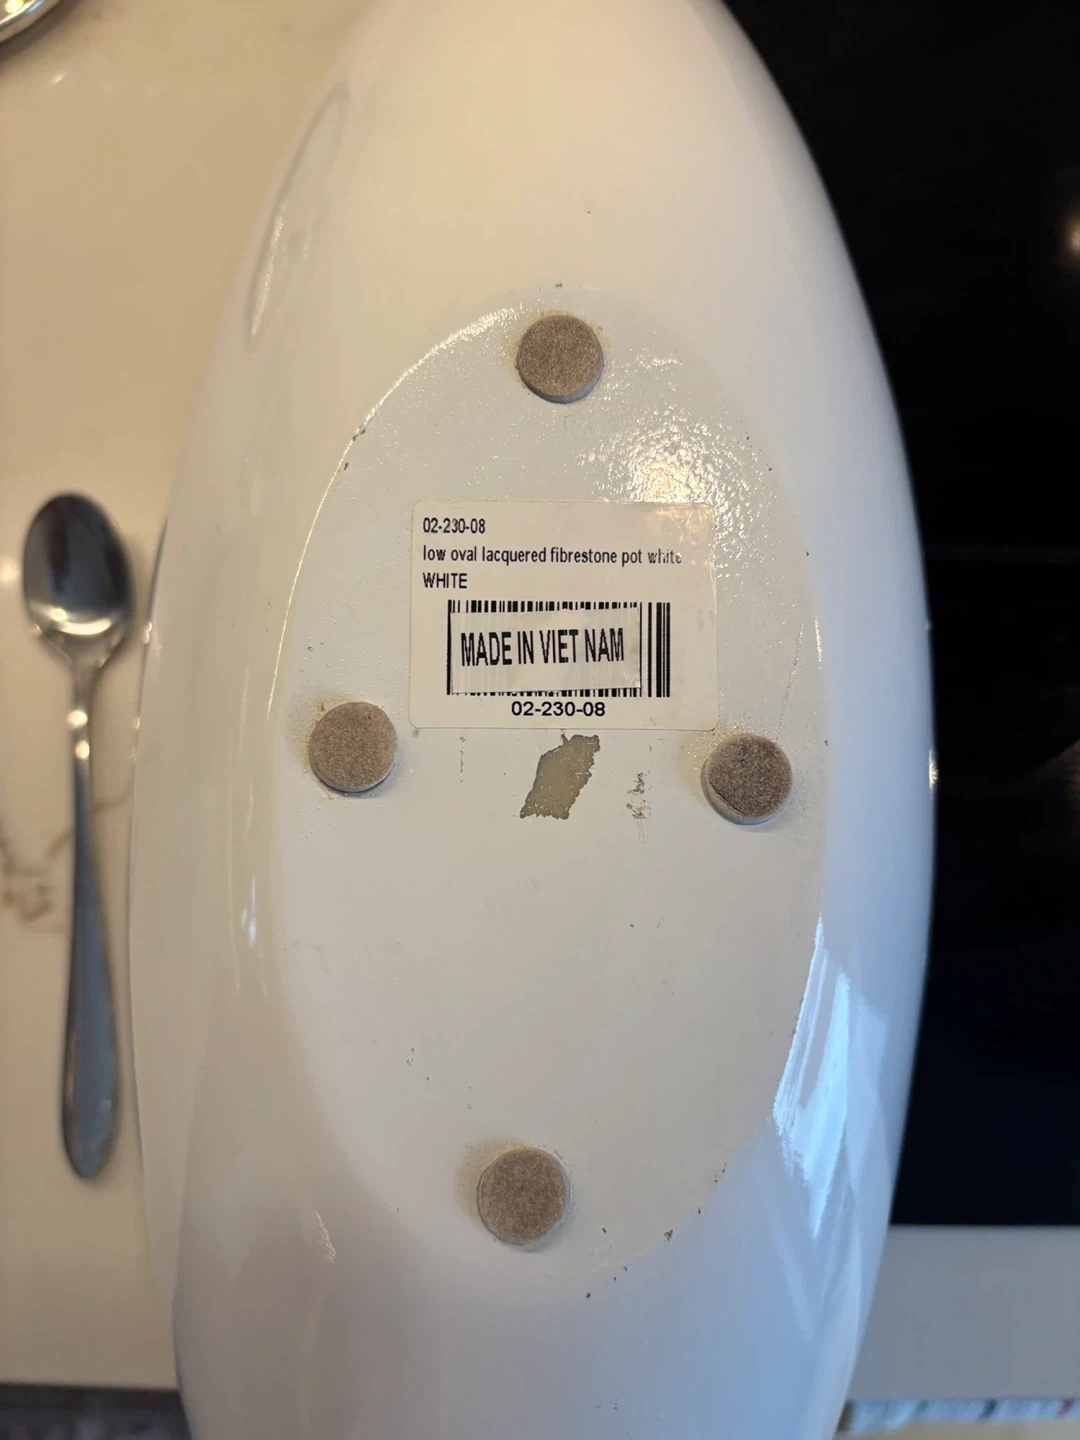 02-230-08
low oval lacquered fibrestone pot white
WHITE
MADE IN VIET NAM
02-230-08